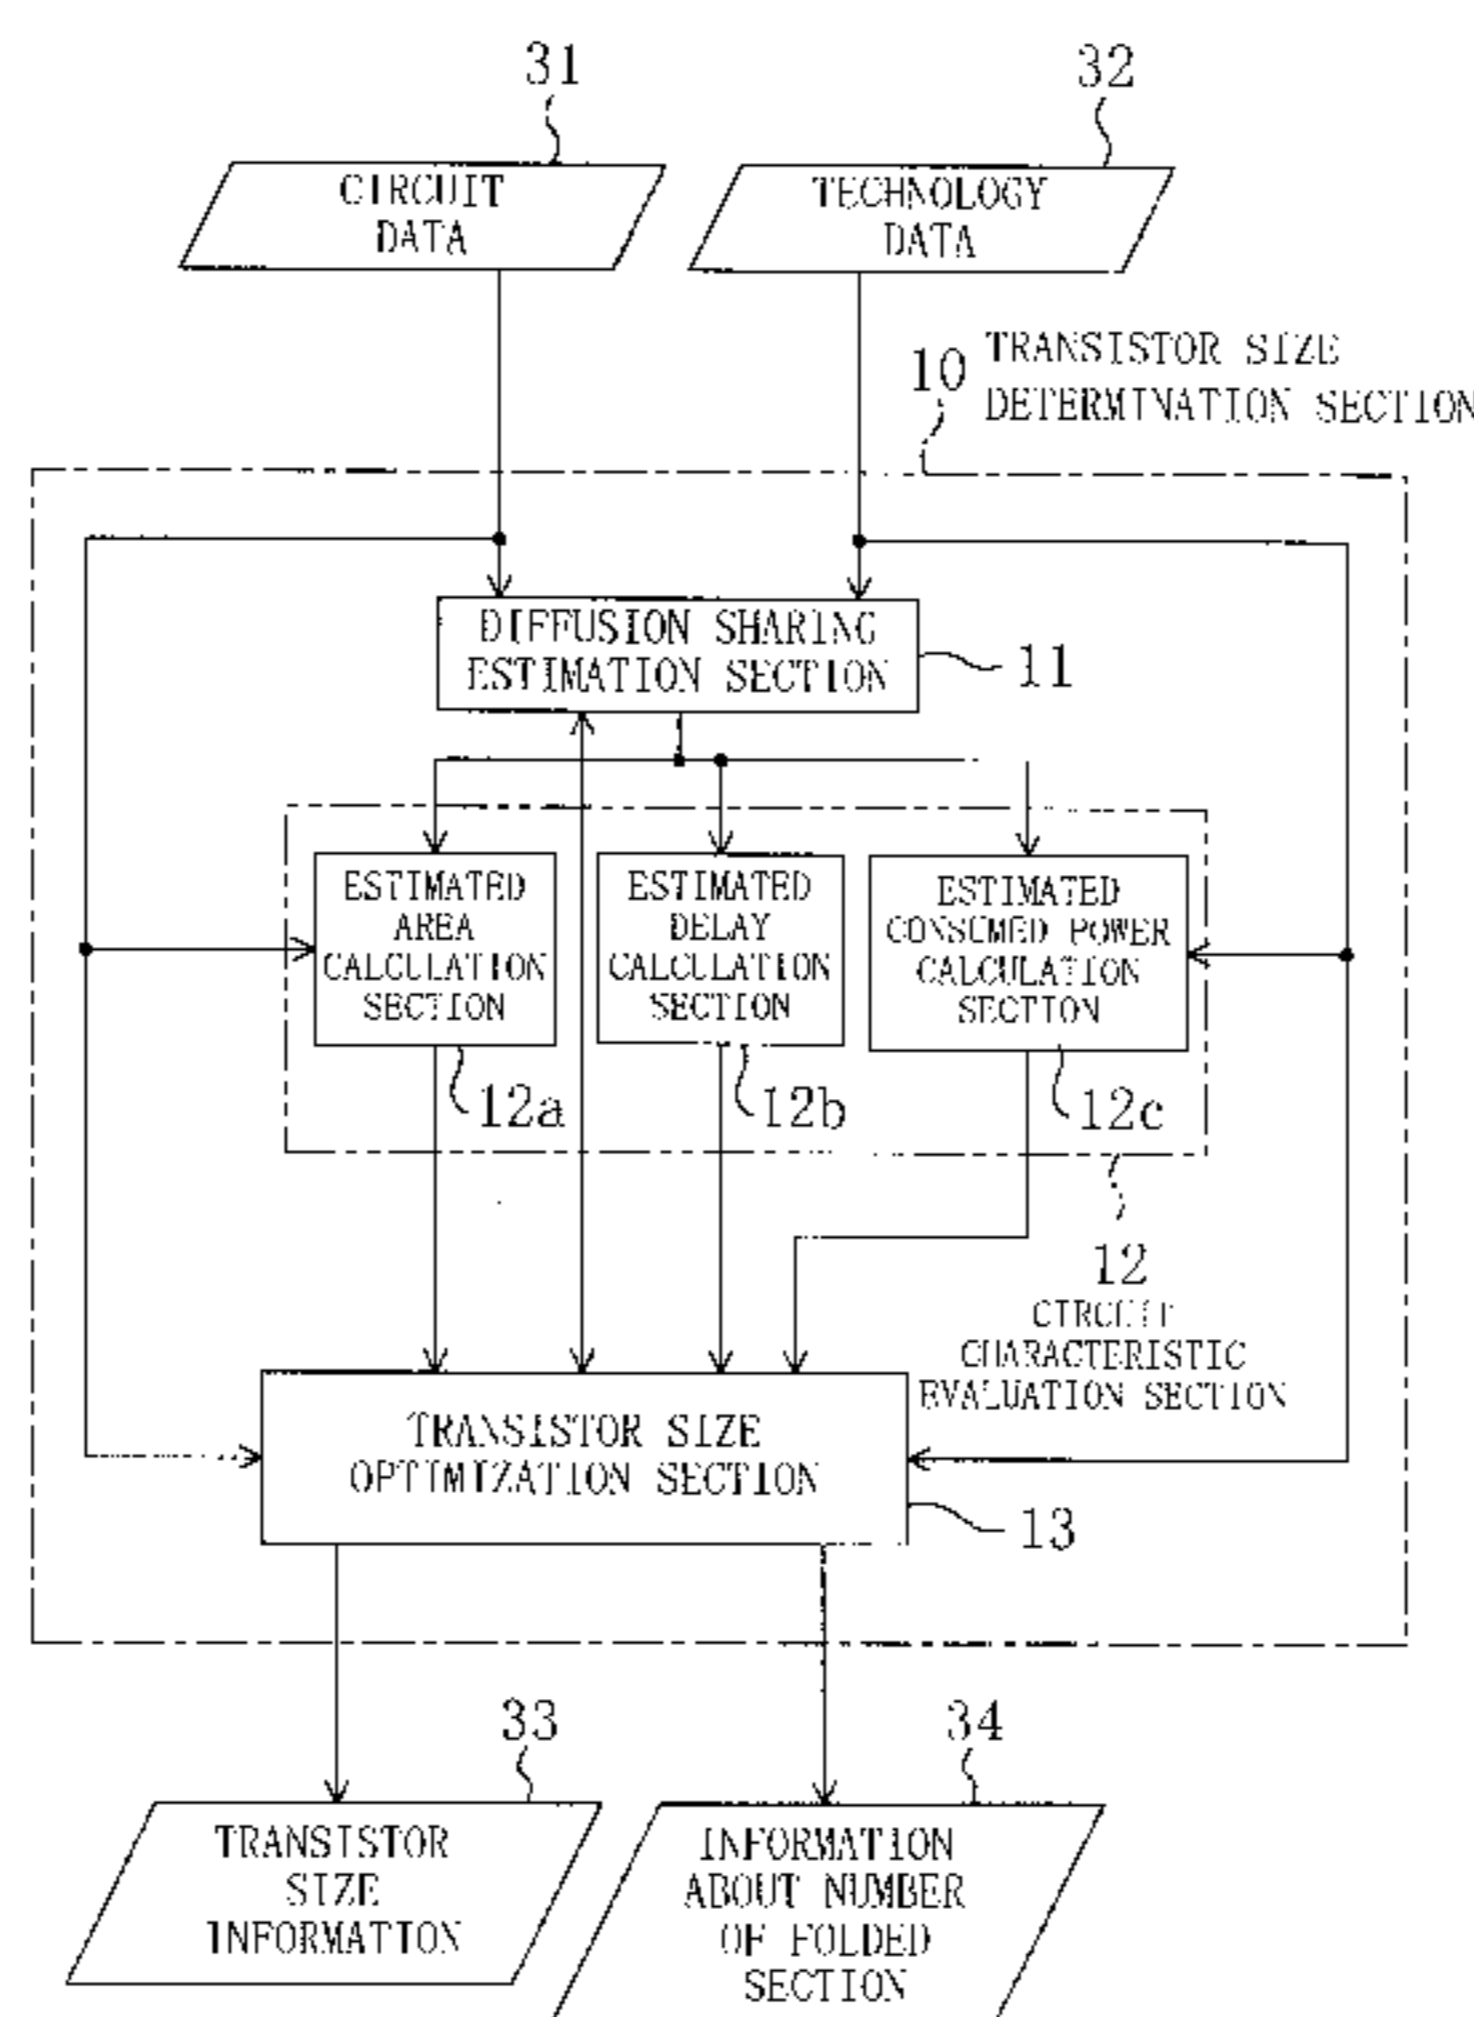 31
32
CIRCUIT
DATA
TECHNOLOGY
DATA
10
TRANSISTOR SIZE
DETERMINATION SECTION
DIFFUSION SHARING
ESTIMATION SECTION
11
ESTIMATED
AREA
CALCULATION
SECTION
ESTIMATED
DELAY
CALCULATION
SECTION
ESTIMATED
CONSUMED POWER
CALCULATION
SECTION
12a
12b
12c
12
CIRCUIT
CHARACTERISTIC
EVALUATION SECTION
TRANSISTOR SIZE
OPTIMIZATION SECTION
13
33
34
TRANSISTOR
SIZE
INFORMATION
INFORMATION
ABOUT NUMBER
OF FOLDED
SECTION